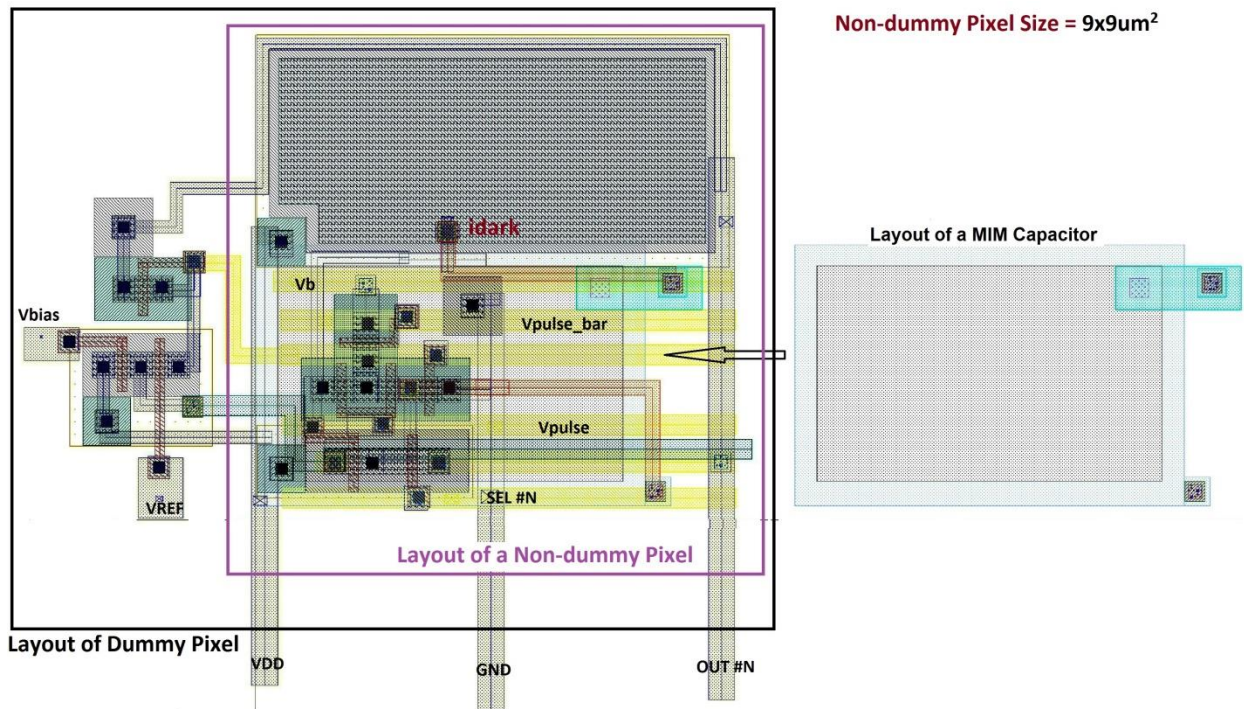 Non-dummy Pixel Size = 9x9um²
idark
Layout of a MIM Capacitor
Vb
Vbias
Vpulse_bar
Vpulse
SEL #N
VREF
Layout of a Non-dummy Pixel
Layout of Dummy Pixel
VDD
GND
OUT #N